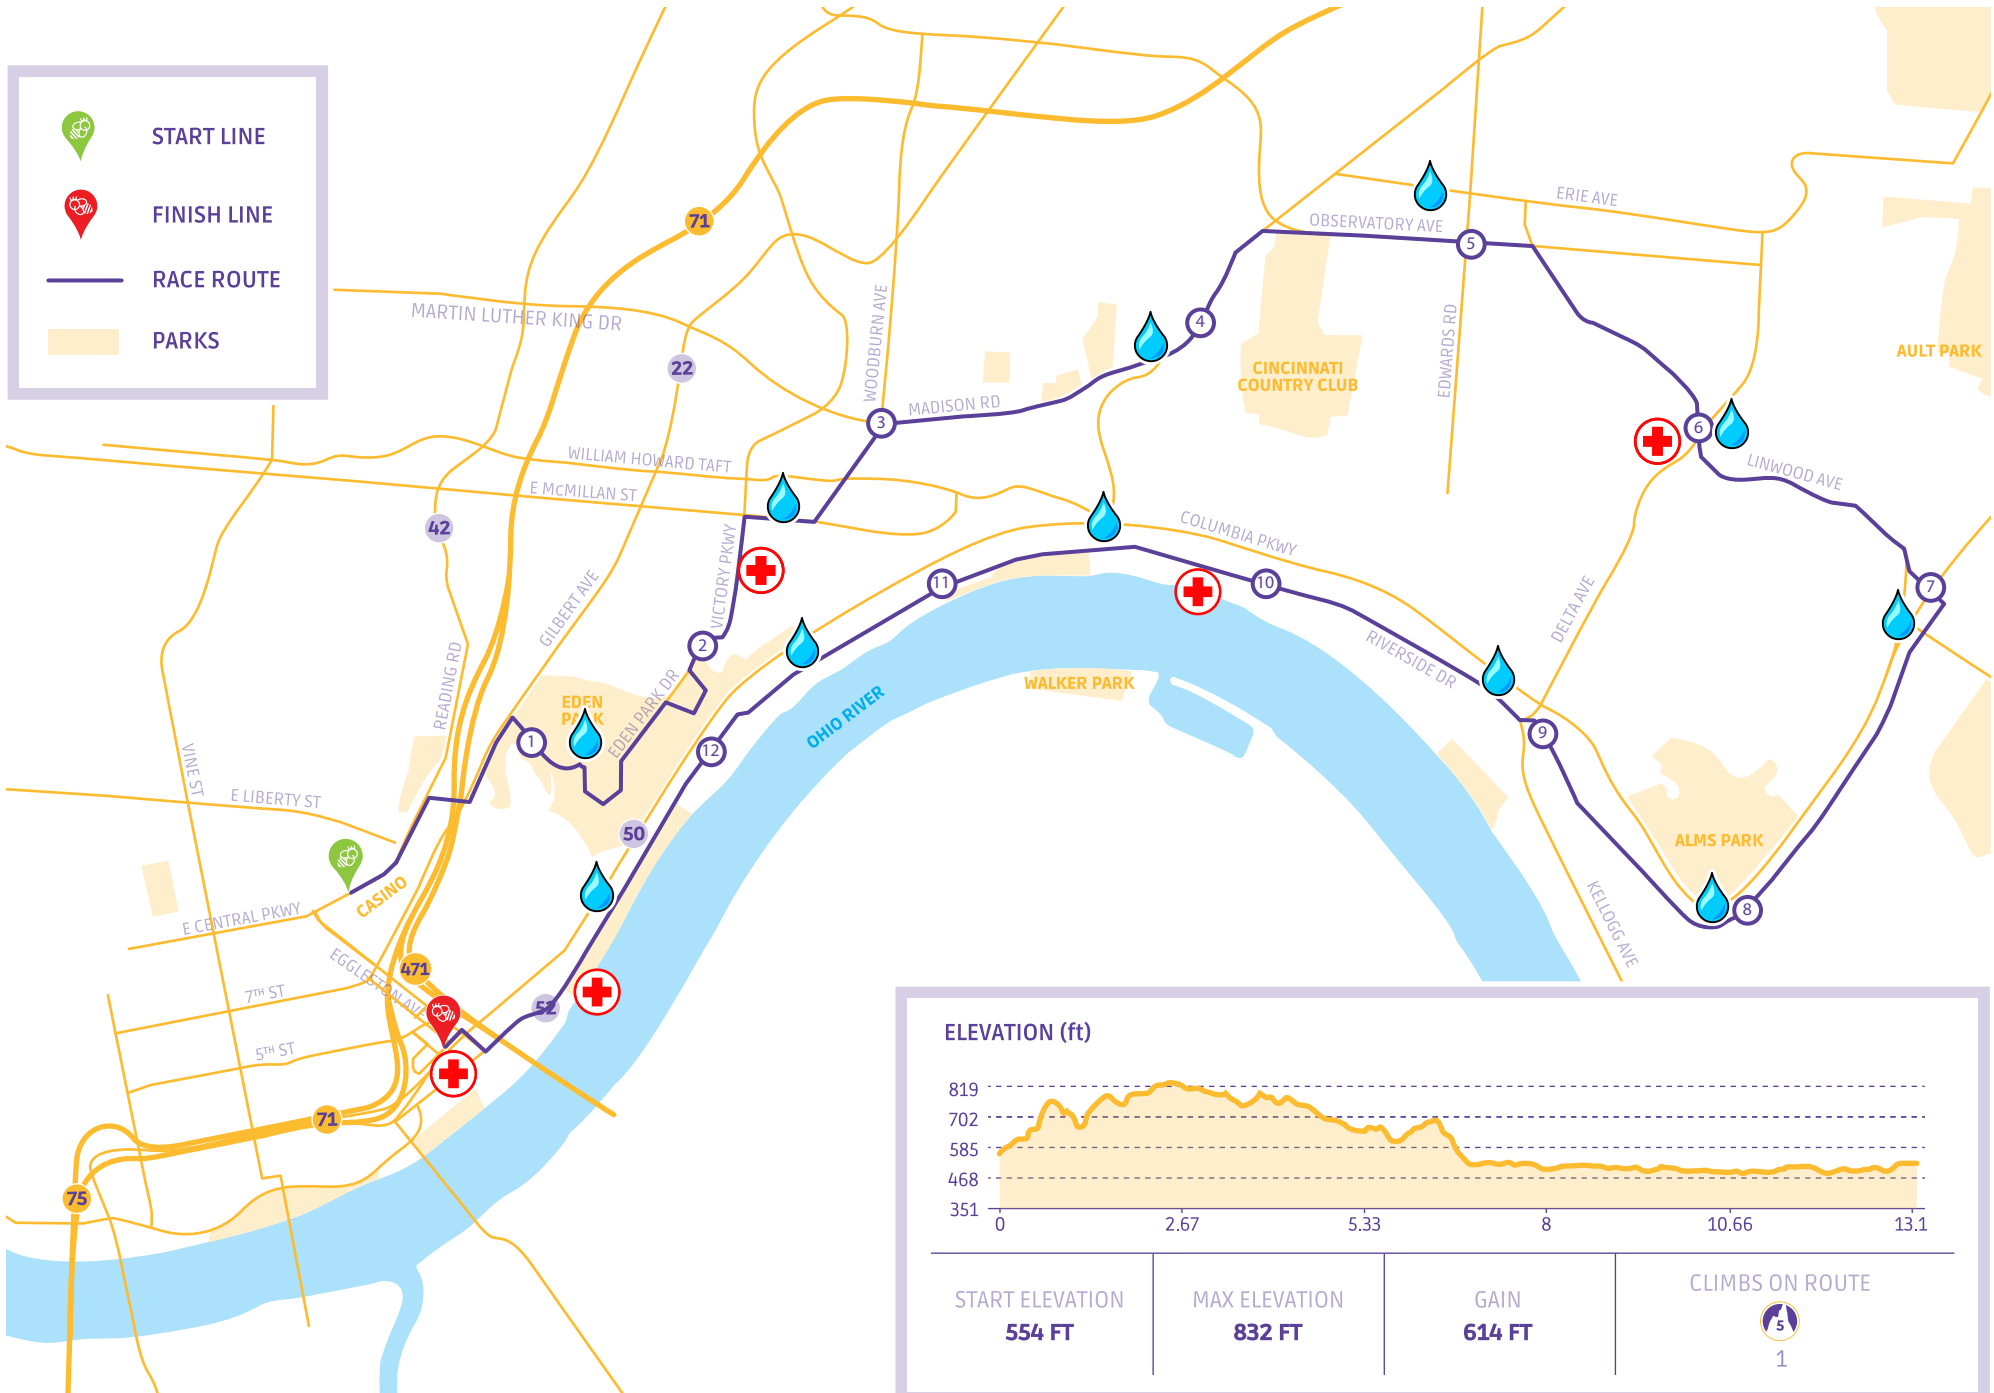 START LINE
FINISH LINE
RACE ROUTE
PARKS
71
ERIE AVE
OBSERVATORY AVE
5
MARTIN LUTHER KING DR
22
WOODBURN AVE
4
EDWARDS RD
CINCINNATI
COUNTRY CLUB
AULT PARK
MADISON RD
3
6
WILLIAM HOWARD TAFT
LINWOOD AVE
E McMILLAN ST
42
COLUMBIA PKWY
VICTORY PKWY
GILBERT AVE
11
10
7
DELTA AVE
2
READING RD
RIVERSIDE DR
EDEN
PARK
EDEN PARK DR
WALKER PARK
OHIO RIVER
1
12
9
VINE ST
E LIBERTY ST
50
ALMS PARK
CASINO
E CENTRAL PKWY
8
KELLOGG AVE
EGGLESTON AVE
471
7TH ST
52
5TH ST
71
75
ELEVATION (ft)
819
702
585
468
351
0 2.67 5.33 8 10.66 13.1
START ELEVATION
554 FT
MAX ELEVATION
832 FT
GAIN
614 FT
CLIMBS ON ROUTE
5
1